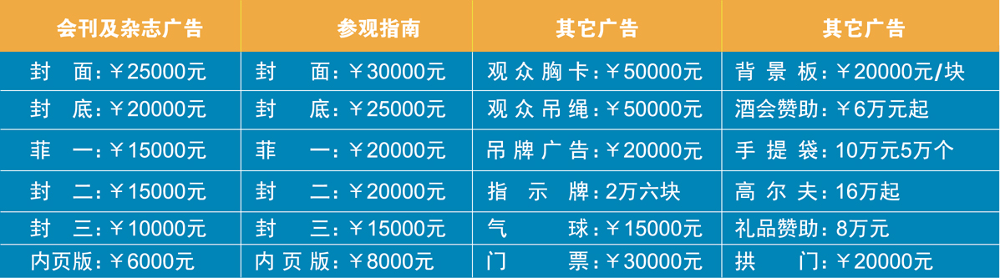 会刊及杂志广告 参观指南 其它广告 其它广告
封 面：￥25000元 封 面：￥30000元 观众胸卡：￥50000元 背景板：￥20000元/块
封 底：￥20000元 封 底：￥25000元 观众吊绳：￥50000元 酒会赞助：￥6万元起
菲 一：￥15000元 菲 一：￥20000元 吊牌广告：￥20000元 手提袋：10万元5万个
封 二：￥15000元 封 二：￥20000元 指示牌：2万六块 高尔夫：16万起
封 三：￥10000元 封 三：￥15000元 气 球：￥15000元 礼品赞助：8万元
内页版：￥6000元 内页版：￥8000元 门 票：￥30000元 拱 门：￥20000元